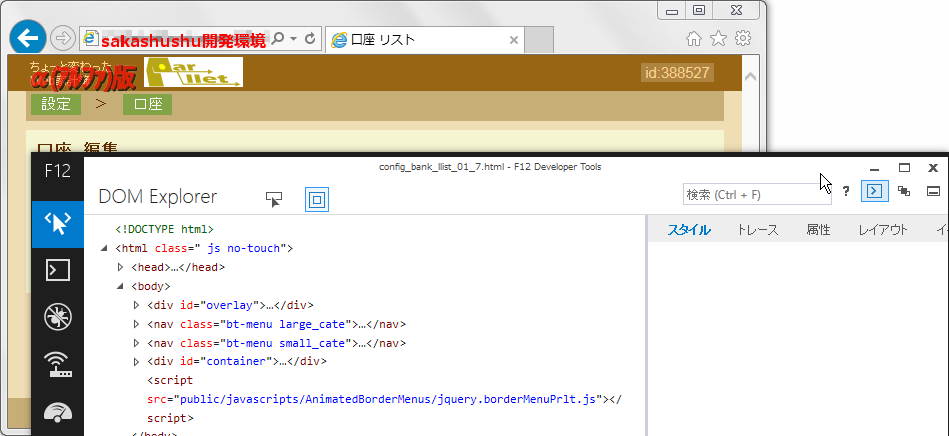 sakashushu開発環境
口座 リスト
ちょっと変わった
α(アルファ)版
Par
llet
id:388527
設定 > 口座
口座 編集
F12
config_bank_llist_01_7.html - F12 Developer Tools
DOM Explorer
検索 (Ctrl + F)
?
スタイル トレース 属性 レイアウト イ
<!DOCTYPE html>
<html class=" js no-touch">
<head>…</head>
<body>
<div id="overlay">…</div>
<nav class="bt-menu large_cate">…</nav>
<nav class="bt-menu small_cate">…</nav>
<div id="container">…</div>
<script
src="public/javascripts/AnimatedBorderMenus/jquery.borderMenuPrlt.js"></
script>
</body>